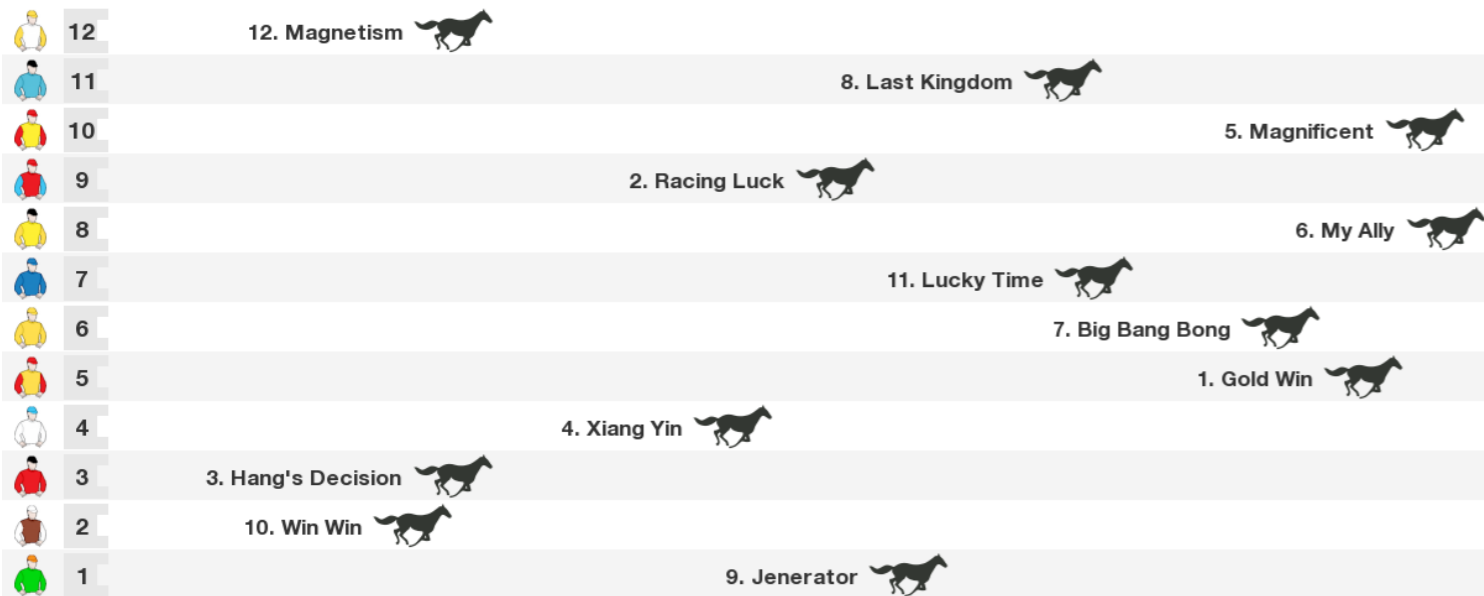 12 12. Magnetism
11 8. Last Kingdom
10 5. Magnificent
9 2. Racing Luck
8 6. My Ally
7 11. Lucky Time
6 7. Big Bang Bong
5 1. Gold Win
4 4. Xiang Yin
3 3. Hang's Decision
2 10. Win Win
1 9. Jenerator